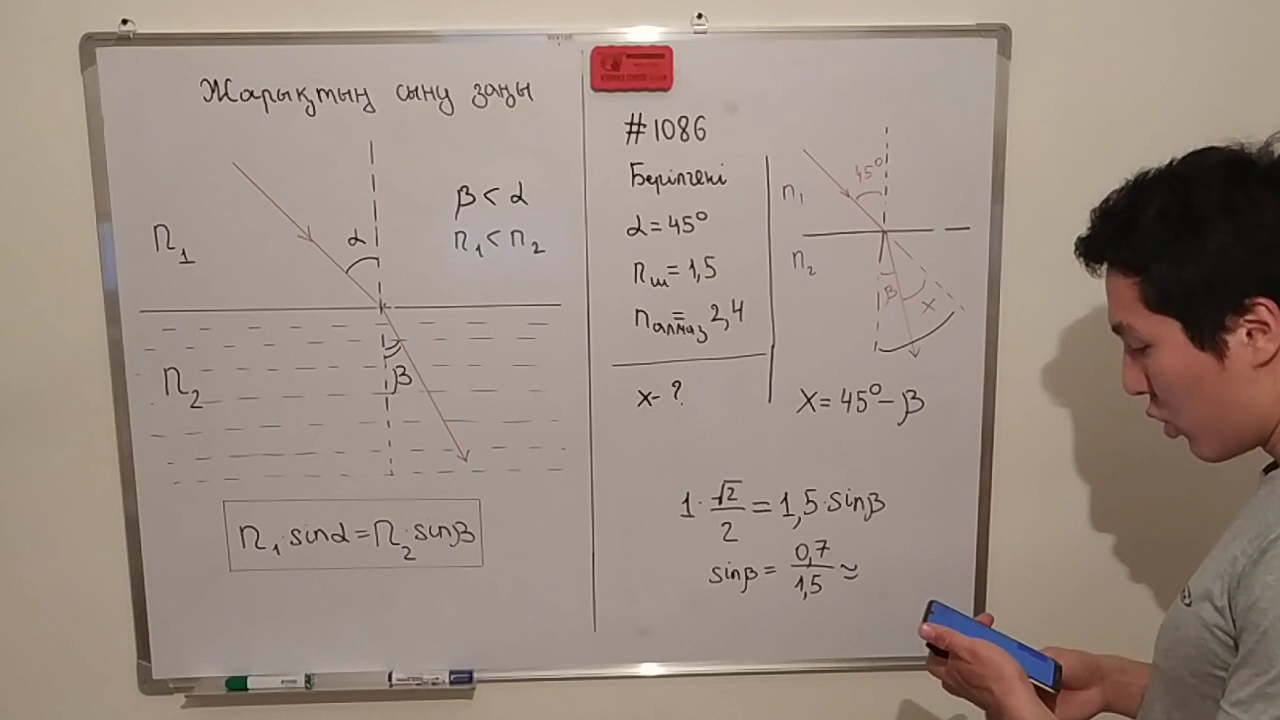 Жарықтың сыну заңы
n₁
α
β < α
n₁ < n₂
n₂
β
n₁ · sinα = n₂ · sinβ
#1086
Берілгені
α = 45°
nш = 1,5
nалмаз = 2,4
x - ?
45°
n₁
n₂
β
x
X = 45° - β
1 · √2/2 = 1,5 · sinβ
sinβ = 0,7/1,5 ≃